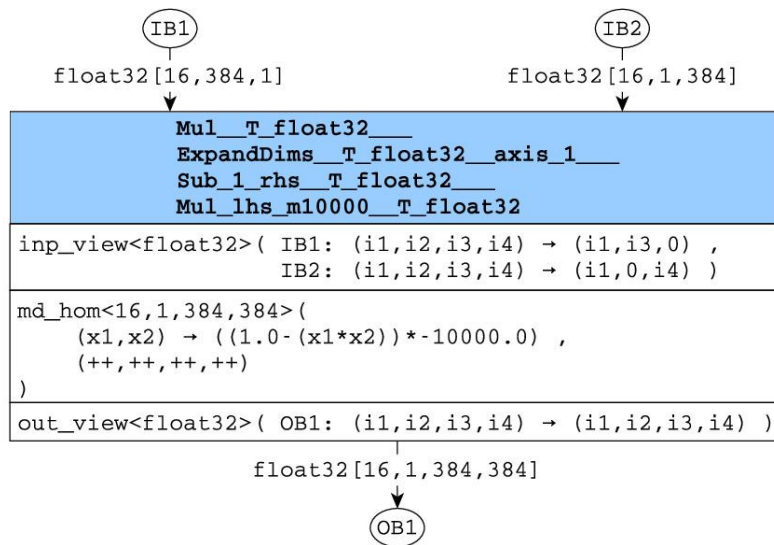 IB1 IB2
float32[16,384,1] float32[16,1,384]
Mul__T_float32___
ExpandDims__T_float32__axis_1___
Sub_1_rhs__T_float32___
Mul_lhs_m10000__T_float32
inp_view<float32>( IB1: (i1,i2,i3,i4) → (i1,i3,0) ,
IB2: (i1,i2,i3,i4) → (i1,0,i4) )
md_hom<16,1,384,384>(
(x1,x2) → ((1.0-(x1*x2))*-10000.0) ,
(++,++,++,++)
)
out_view<float32>( OB1: (i1,i2,i3,i4) → (i1,i2,i3,i4) )
float32[16,1,384,384]
OB1